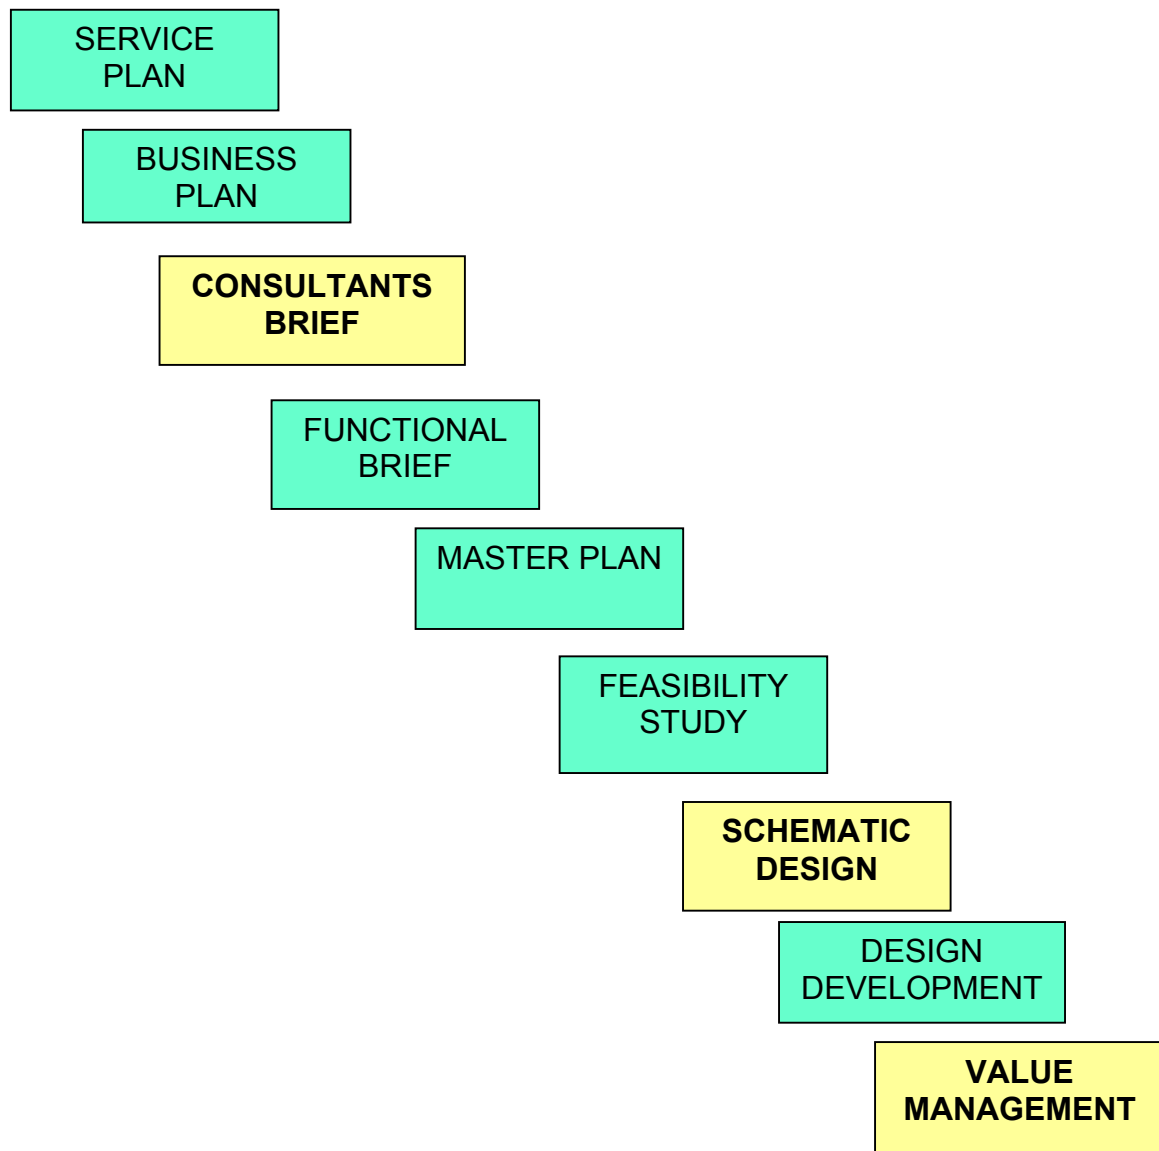 SERVICE
PLAN
BUSINESS
PLAN
CONSULTANTS
BRIEF
FUNCTIONAL
BRIEF
MASTER PLAN
FEASIBILITY
STUDY
SCHEMATIC
DESIGN
DESIGN
DEVELOPMENT
VALUE
MANAGEMENT